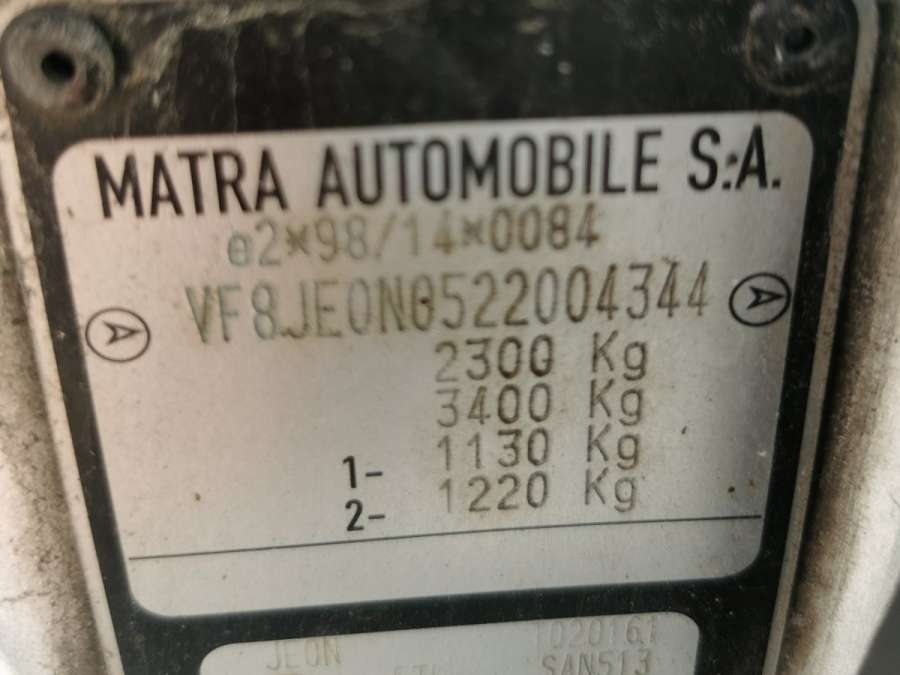 MATRA AUTOMOBILE S.A.
e2*98/14*0084
A VF8JE0N0522004344 A
2300 Kg
3400 Kg
1- 1130 Kg
2- 1220 Kg
JE0N 1020161
SAN513